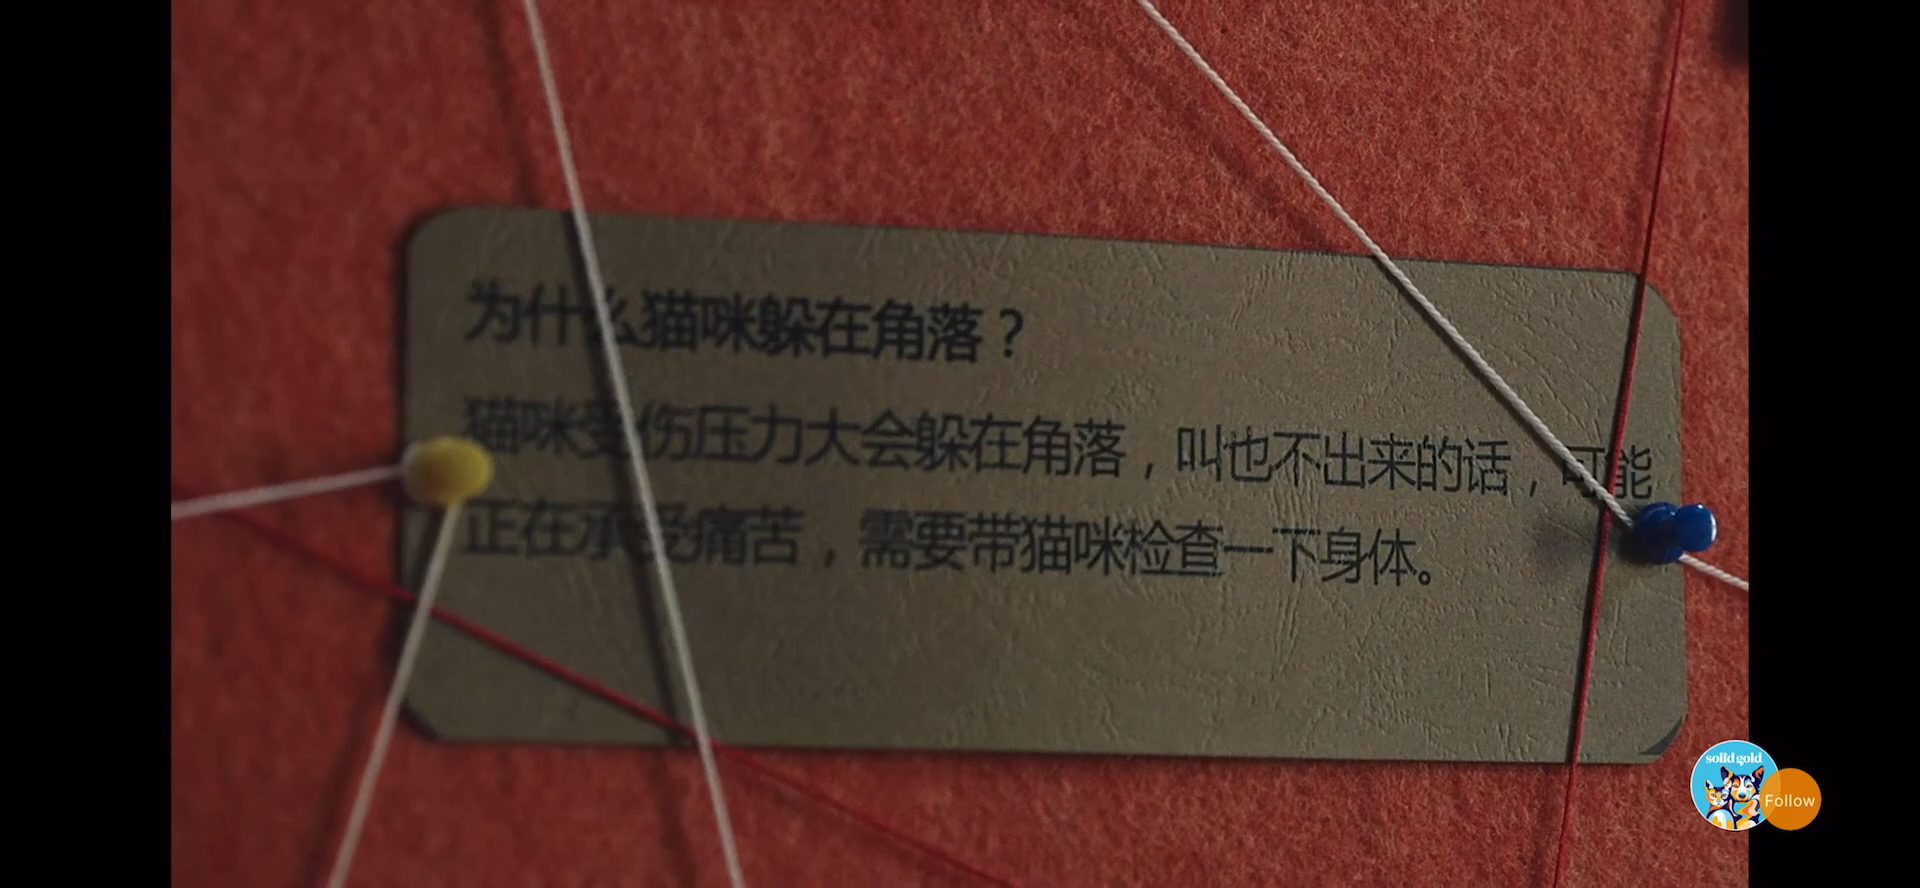 为什么猫咪躲在角落？
猫咪受伤压力大会躲在角落，叫也不出来的话，可能
正在承受痛苦，需要带猫咪检查一下身体。
solid gold
Follow